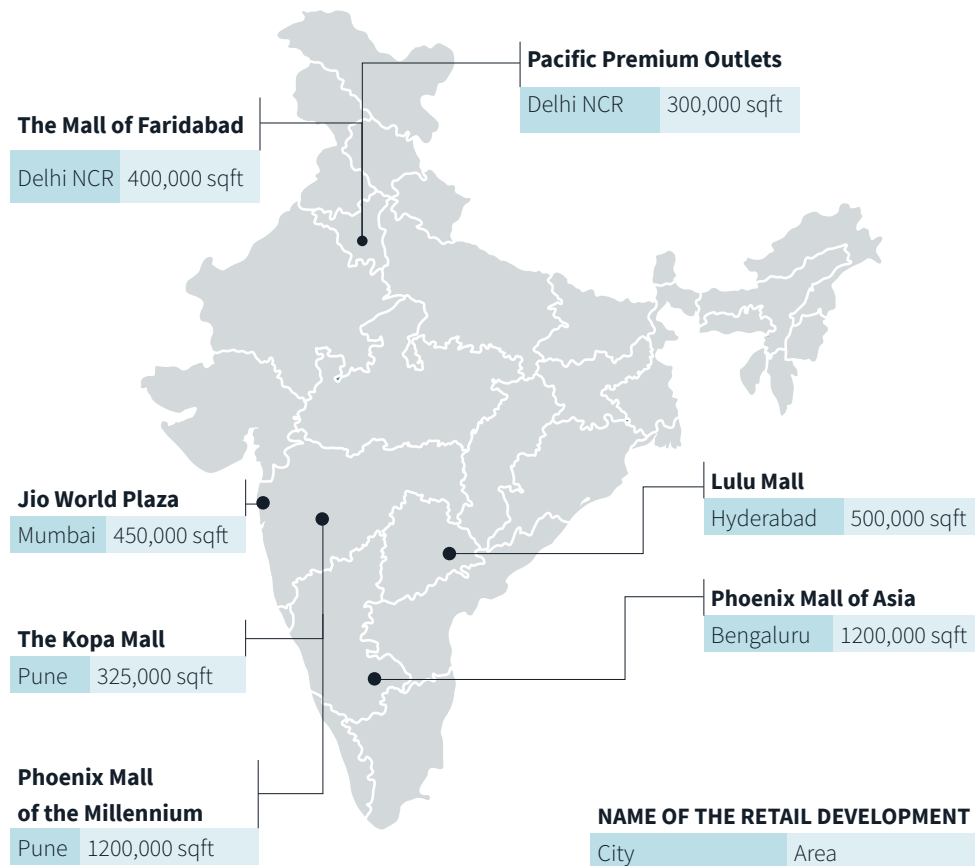 Pacific Premium Outlets
Delhi NCR 300,000 sqft
The Mall of Faridabad
Delhi NCR 400,000 sqft
Jio World Plaza
Mumbai 450,000 sqft
Lulu Mall
Hyderabad 500,000 sqft
Phoenix Mall of Asia
Bengaluru 1200,000 sqft
The Kopa Mall
Pune 325,000 sqft
Phoenix Mall
of the Millennium
Pune 1200,000 sqft
NAME OF THE RETAIL DEVELOPMENT
City Area